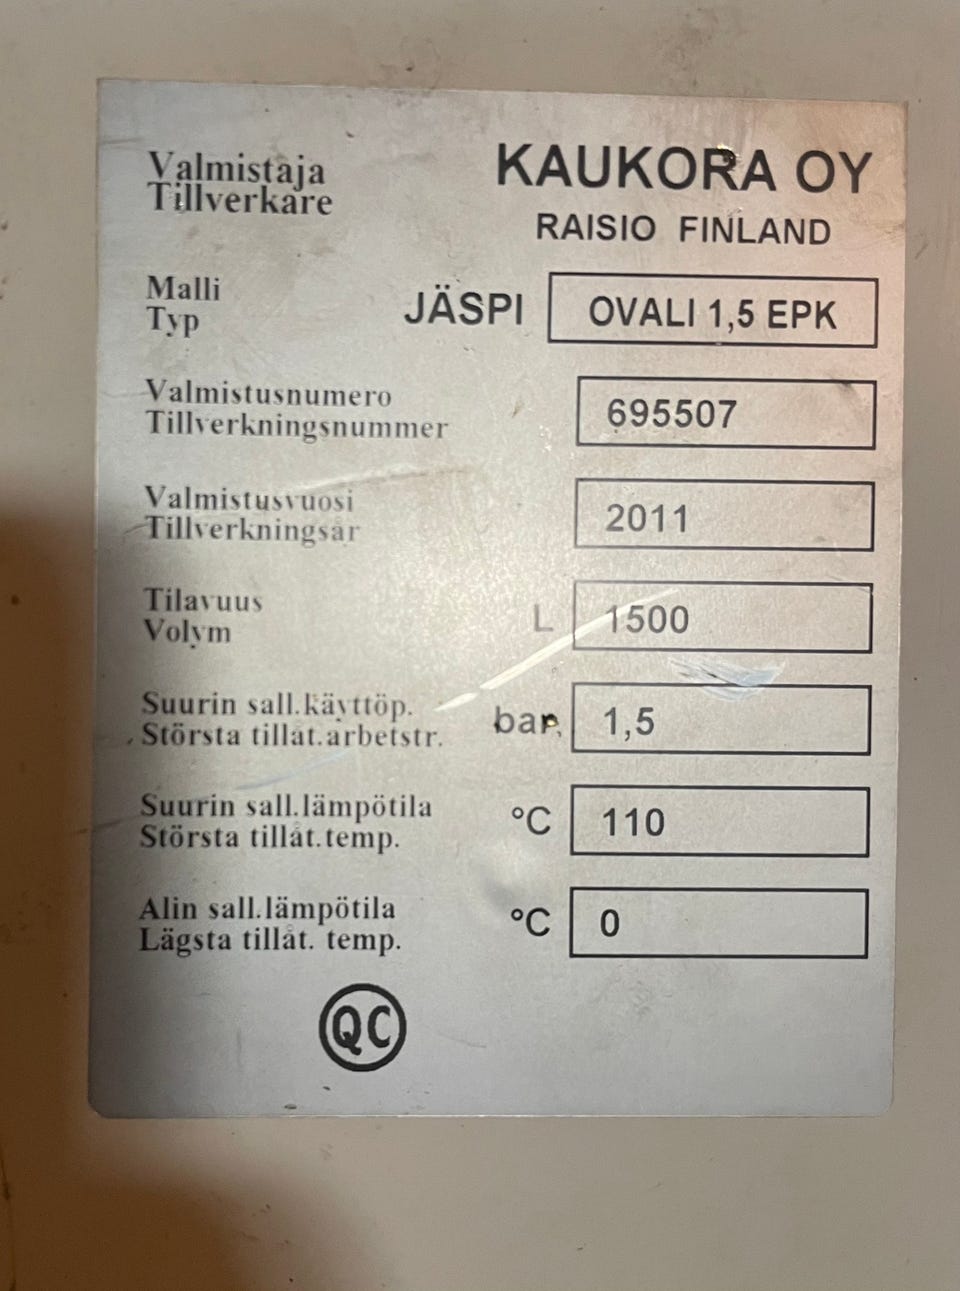 Valmistaja KAUKORA OY
Tillverkare
RAISIO FINLAND
Malli JÄSPI OVALI 1,5 EPK
Typ
Valmistusnumero 695507
Tillverkningsnummer
Valmistusvuosi 2011
Tillverkningsår
Tilavuus L 1500
Volym
Suurin sall.käyttöp. bar. 1,5
Största tillåt.arbetstr.
Suurin sall.lämpötila °C 110
Största tillåt.temp.
Alin sall.lämpötila °C 0
Lägsta tillåt. temp.
QC